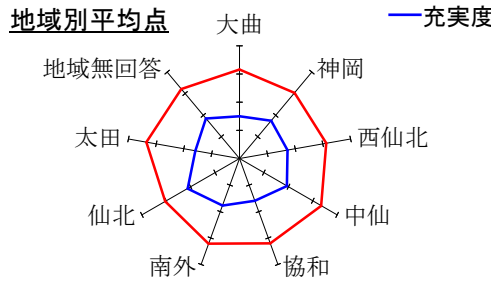 地域別平均点
充実度
大曲
神岡
西仙北
中仙
協和
南外
仙北
太田
地域無回答